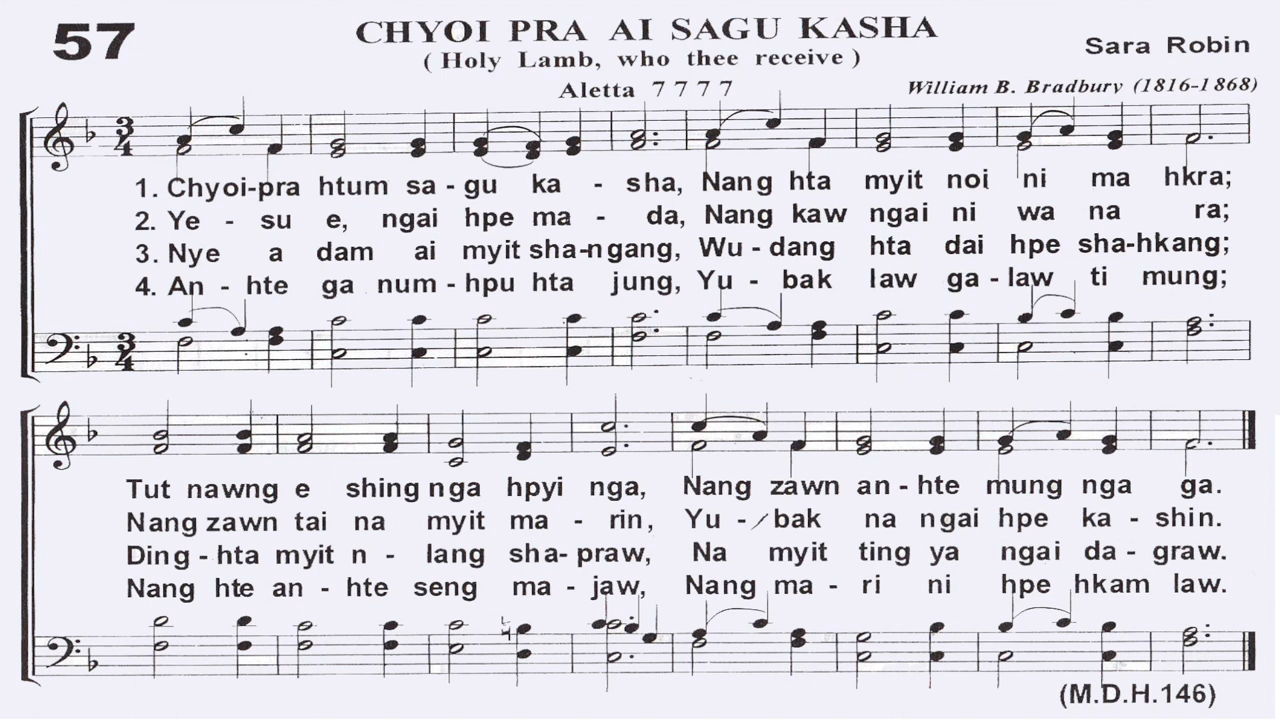 57
CHYOI PRA AI SAGU KASHA
( Holy Lamb, who thee receive )
Sara Robin
Aletta 7 7 7 7
William B. Bradbury (1816-1868)
3
4
1. Chyoi-pra htum sa - gu ka - sha, Nang hta myit noi ni ma hkra;
2. Ye - su e, ngai hpe ma - da, Nang kaw ngai ni wa na ra;
3. Nye a dam ai myit sha-ngang, Wu - dang hta dai hpe sha-hkang;
4. An - hte ga num - hpu hta jung, Yu - bak law ga - law ti mung;
3
4
Tut nawng e shing nga hpyi nga, Nang zawn an - hte mung nga ga.
Nang zawn tai na myit ma - rin, Yu - bak na ngai hpe ka - shin.
Ding - hta myit n - lang sha- praw, Na myit ting ya ngai da - graw.
Nang hte an - hte seng ma - jaw, Nang ma - ri ni hpe hkam law.
(M.D.H.146)